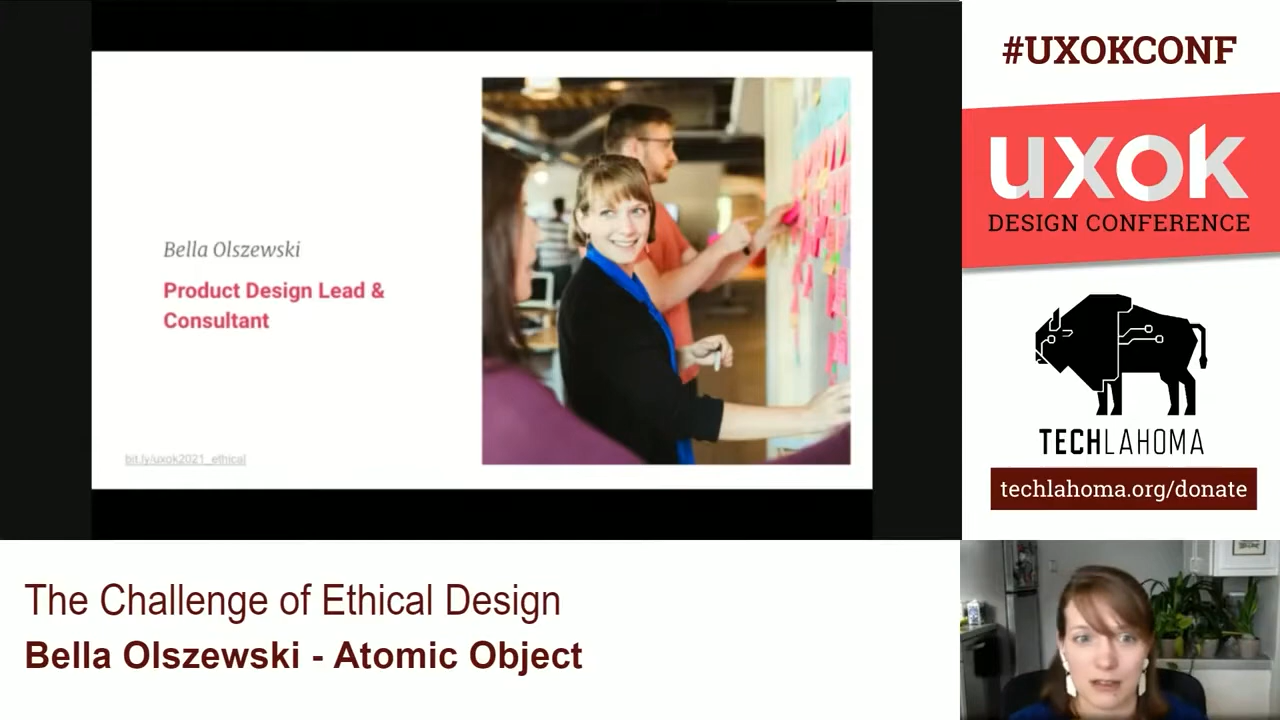 Bella Olszewski
Product Design Lead &
Consultant
bit.ly/uxok2021_ethical
#UXOKCONF
uxok
DESIGN CONFERENCE
TECHLAHOMA
techlahoma.org/donate
The Challenge of Ethical Design
Bella Olszewski - Atomic Object